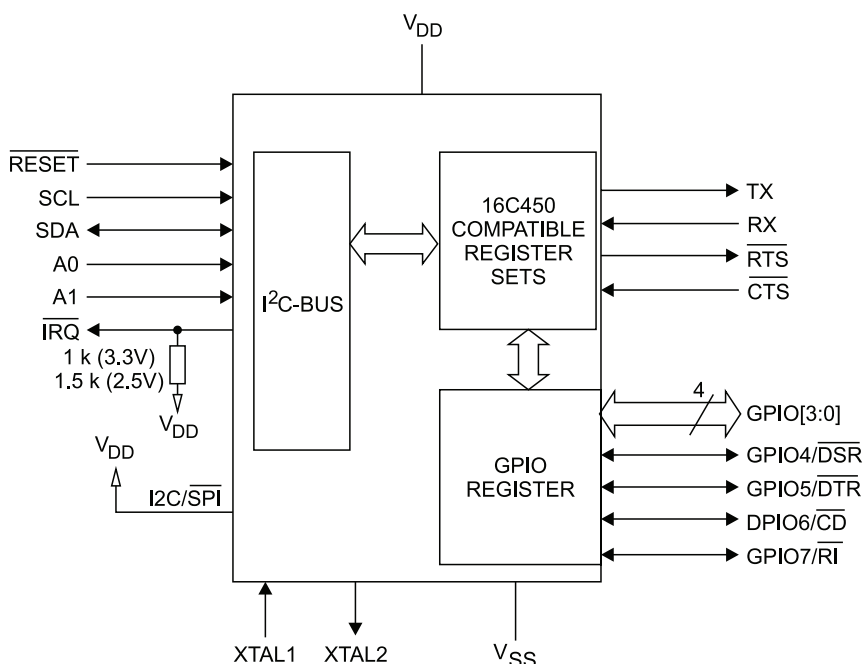 VDD
RESET
SCL
SDA
A0
A1
IRQ
1 k (3.3V)
1.5 k (2.5V)
VDD
VDD
I2C/SPI
I²C-BUS
16C450
COMPATIBLE
REGISTER
SETS
GPIO
REGISTER
TX
RX
RTS
CTS
4
GPIO[3:0]
GPIO4/DSR
GPIO5/DTR
DPIO6/CD
GPIO7/RI
XTAL1
XTAL2
VSS